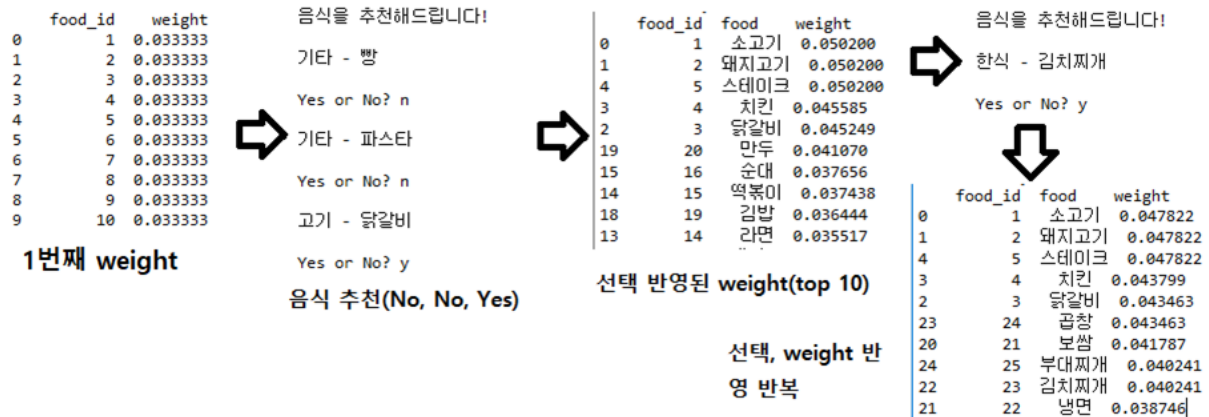 food_id weight
0 1 0.033333
1 2 0.033333
2 3 0.033333
3 4 0.033333
4 5 0.033333
5 6 0.033333
6 7 0.033333
7 8 0.033333
8 9 0.033333
9 10 0.033333
1번째 weight
음식을 추천해드립니다!
기타 - 빵
Yes or No? n
기타 - 파스타
Yes or No? n
고기 - 닭갈비
Yes or No? y
음식 추천(No, No, Yes)
food_id food weight
0 1 소고기 0.050200
1 2 돼지고기 0.050200
4 5 스테이크 0.050200
3 4 치킨 0.045585
2 3 닭갈비 0.045249
19 20 만두 0.041070
15 16 순대 0.037656
14 15 떡볶이 0.037438
18 19 김밥 0.036444
13 14 라면 0.035517
선택 반영된 weight(top 10)
음식을 추천해드립니다!
한식 - 김치찌개
Yes or No? y
food_id food weight
0 1 소고기 0.047822
1 2 돼지고기 0.047822
4 5 스테이크 0.047822
3 4 치킨 0.043799
2 3 닭갈비 0.043463
23 24 곱창 0.043463
20 21 보쌈 0.041787
24 25 부대찌개 0.040241
22 23 김치찌개 0.040241
21 22 냉면 0.038746
선택, weight 반
영 반복